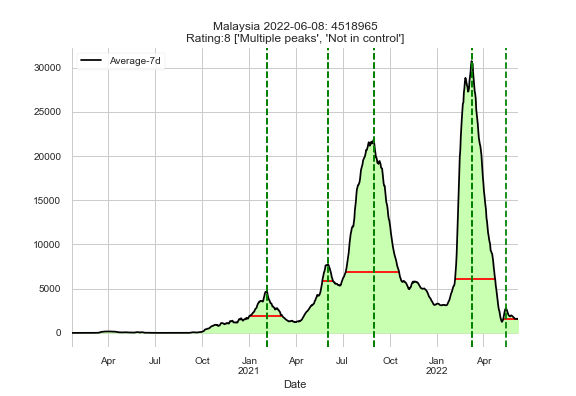 Malaysia 2022-06-08: 4518965
Rating:8 ['Multiple peaks', 'Not in control']
Average-7d
30000
25000
20000
15000
10000
5000
0
Apr Jul Oct Jan Apr Jul Oct Jan Apr
2021 2022
Date